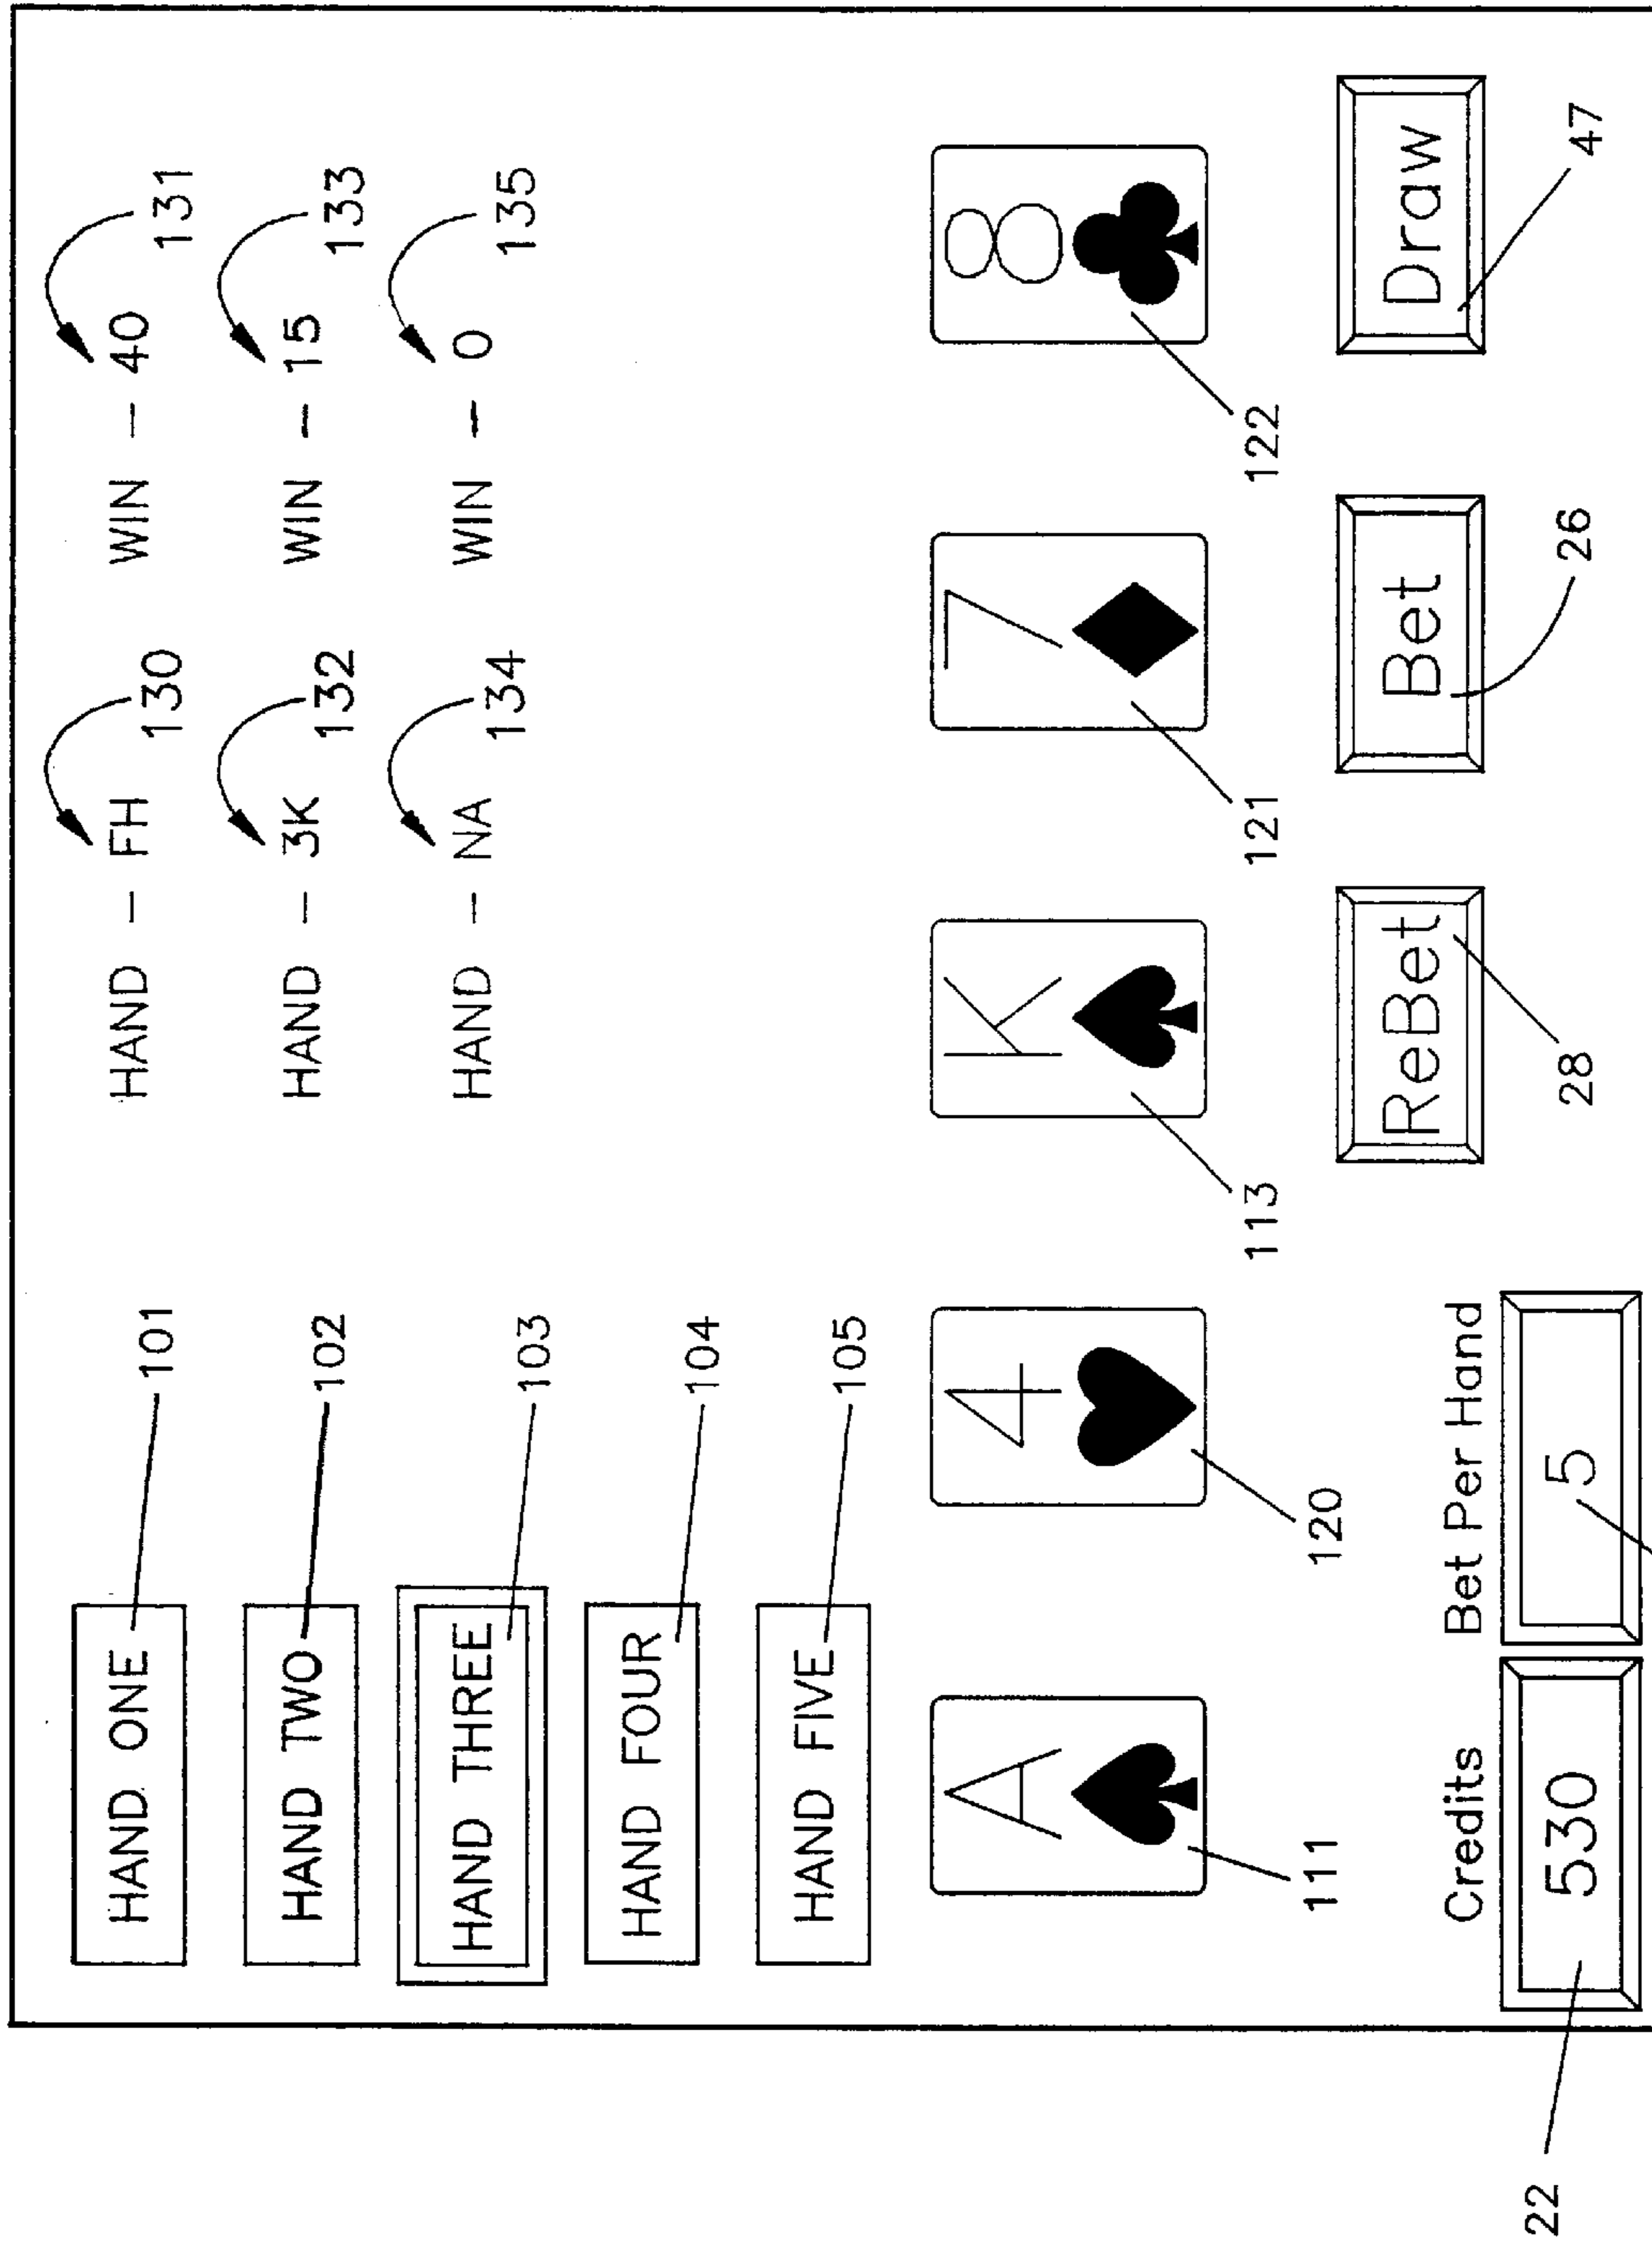 HAND ONE 101 HAND – FH 130 WIN – 40 131
HAND TWO 102 HAND – 3K 132 WIN – 15 133
HAND THREE 103 HAND – NA 134 WIN – 0 135
HAND FOUR 104
HAND FIVE 105
A 4 K 7 8
111 120 113 121 122
ReBet Bet Draw
Credits Bet Per Hand
530 5
22 28 26 47